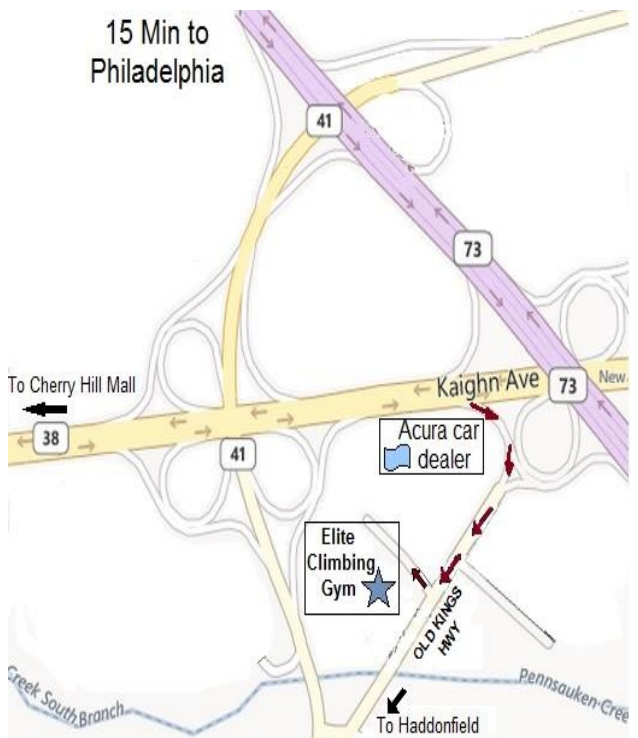 15 Min to
Philadelphia
41
73
To Cherry Hill Mall
Kaighn Ave
73
New
38
41
Acura car
dealer
Elite
Climbing
Gym
OLD KINGS
HWY
Creek South Branch
Pennsauken Cree
To Haddonfield